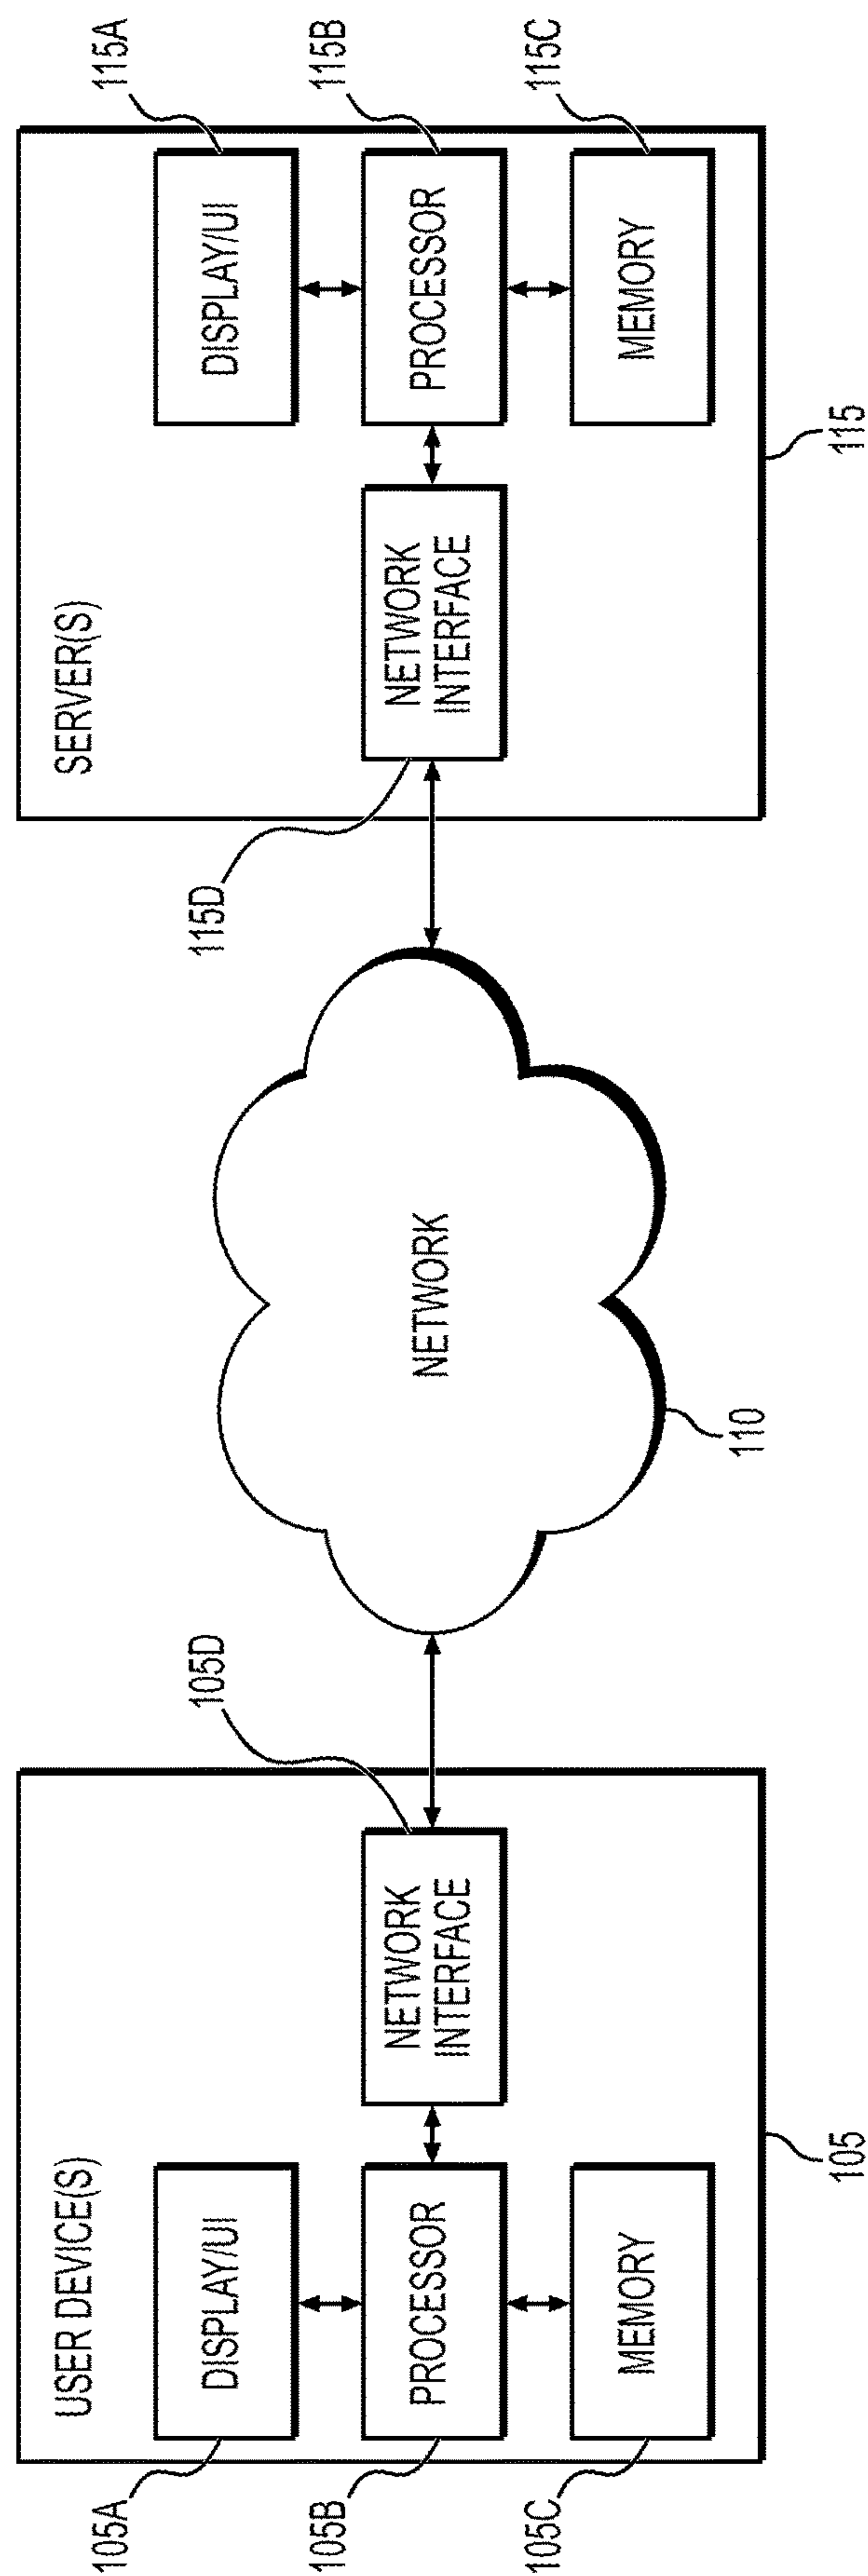 USER DEVICE(S)
105A
DISPLAY/UI
105B
PROCESSOR
105C
MEMORY
NETWORK
INTERFACE
105D
105
NETWORK
110
SERVER(S)
115D
NETWORK
INTERFACE
DISPLAY/UI
115A
PROCESSOR
115B
MEMORY
115C
115